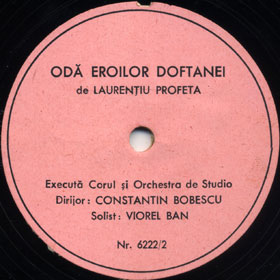 ODĂ EROILOR DOFTANEI
de LAURENȚIU PROFETA
Execută Corul și Orchestra de Studio
Dirijor: CONSTANTIN BOBESCU
Solist: VIOREL BAN
Nr. 6222/2